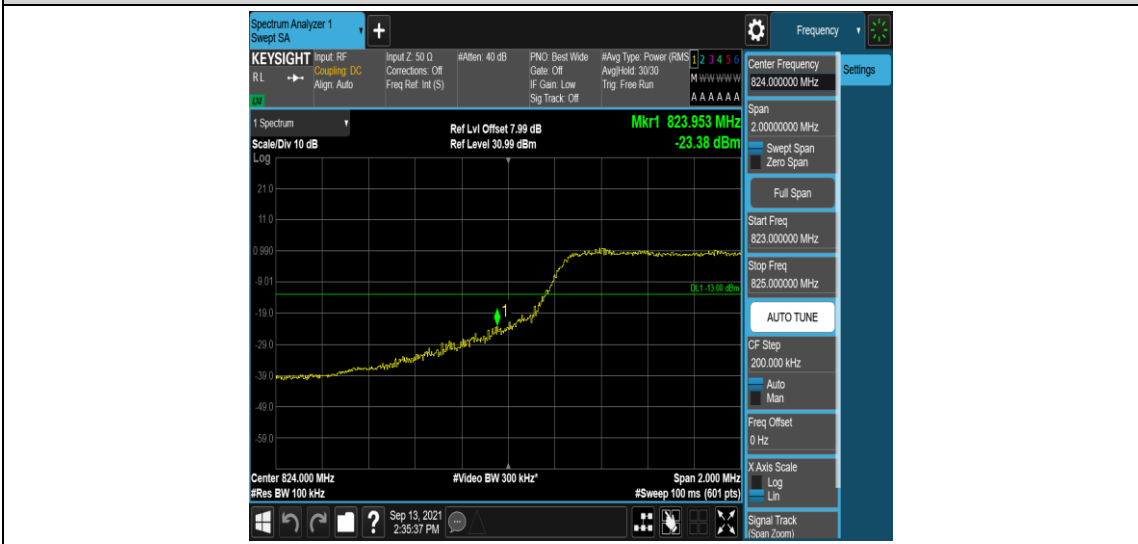 Spectrum Analyzer 1
Swept SA
+
Frequency
KEYSIGHT
RL
LXI
Input: RF
Coupling: DC
Align: Auto
Input Z: 50 Ω
Corrections: Off
Freq Ref: Int (S)
#Atten: 40 dB
PNO: Best Wide
Gate: Off
IF Gain: Low
Sig Track: Off
#Avg Type: Power (RMS
Avg|Hold: 30/30
Trig: Free Run
1 2 3 4 5 6
M W W W W W
A A A A A A
Center Frequency
824.000000 MHz
Settings
Span
2.00000000 MHz
Swept Span
Zero Span
Full Span
Start Freq
823.000000 MHz
Stop Freq
825.000000 MHz
AUTO TUNE
CF Step
200.000 kHz
Auto
Man
Freq Offset
0 Hz
X Axis Scale
Log
Lin
Signal Track
(Span Zoom)
1 Spectrum
Scale/Div 10 dB
Log
Ref Lvl Offset 7.99 dB
Ref Level 30.99 dBm
Mkr1 823.953 MHz
-23.38 dBm
21.0
11.0
0.990
-9.01
DL1 -13.00 dBm
-19.0
1
-29.0
-39.0
-49.0
-59.0
Center 824.000 MHz
#Video BW 300 kHz*
Span 2.000 MHz
#Res BW 100 kHz
#Sweep 100 ms (601 pts)
?
Sep 13, 2021
2:35:37 PM